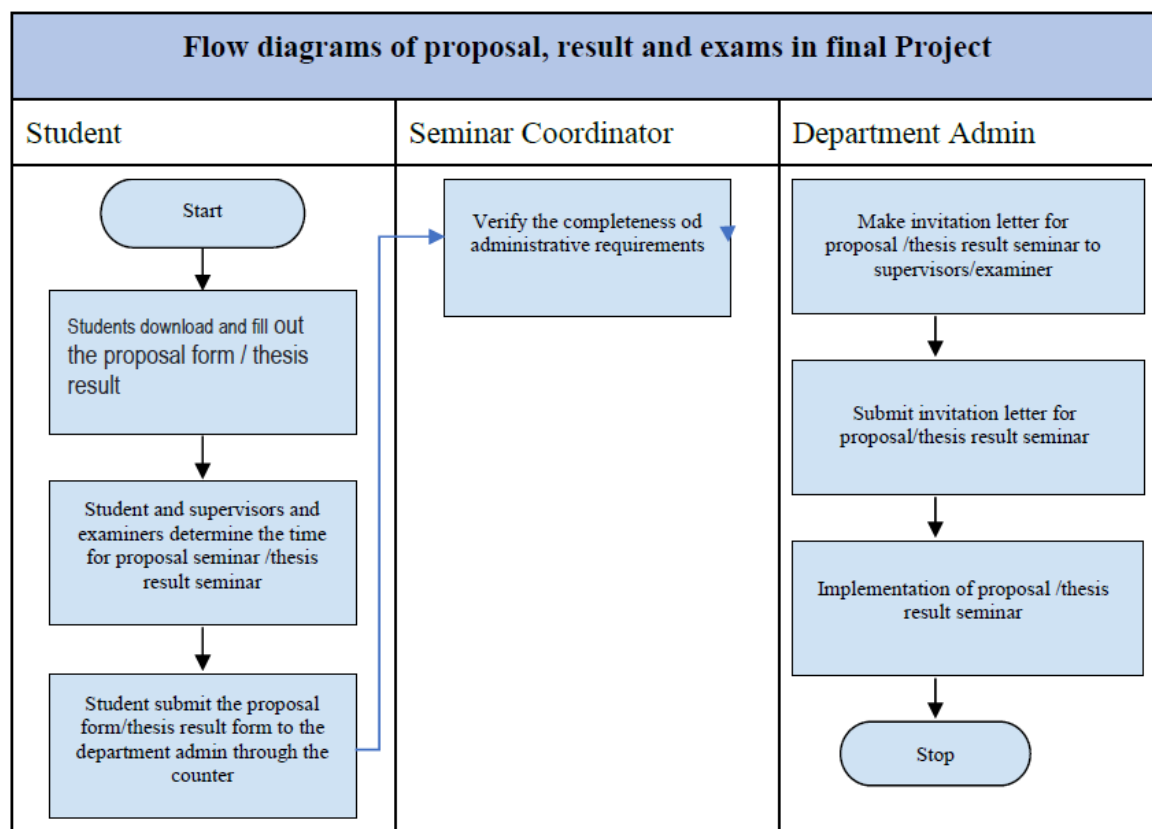 Flow diagrams of proposal, result and exams in final Project
Student
Seminar Coordinator
Department Admin
Start
Students download and fill out
the proposal form / thesis
result
Student and supervisors and
examiners determine the time
for proposal seminar /thesis
result seminar
Student submit the proposal
form/thesis result form to the
department admin through the
counter
Verify the completeness od
administrative requirements
Make invitation letter for
proposal /thesis result seminar to
supervisors/examiner
Submit invitation letter for
proposal/thesis result seminar
Implementation of proposal /thesis
result seminar
Stop